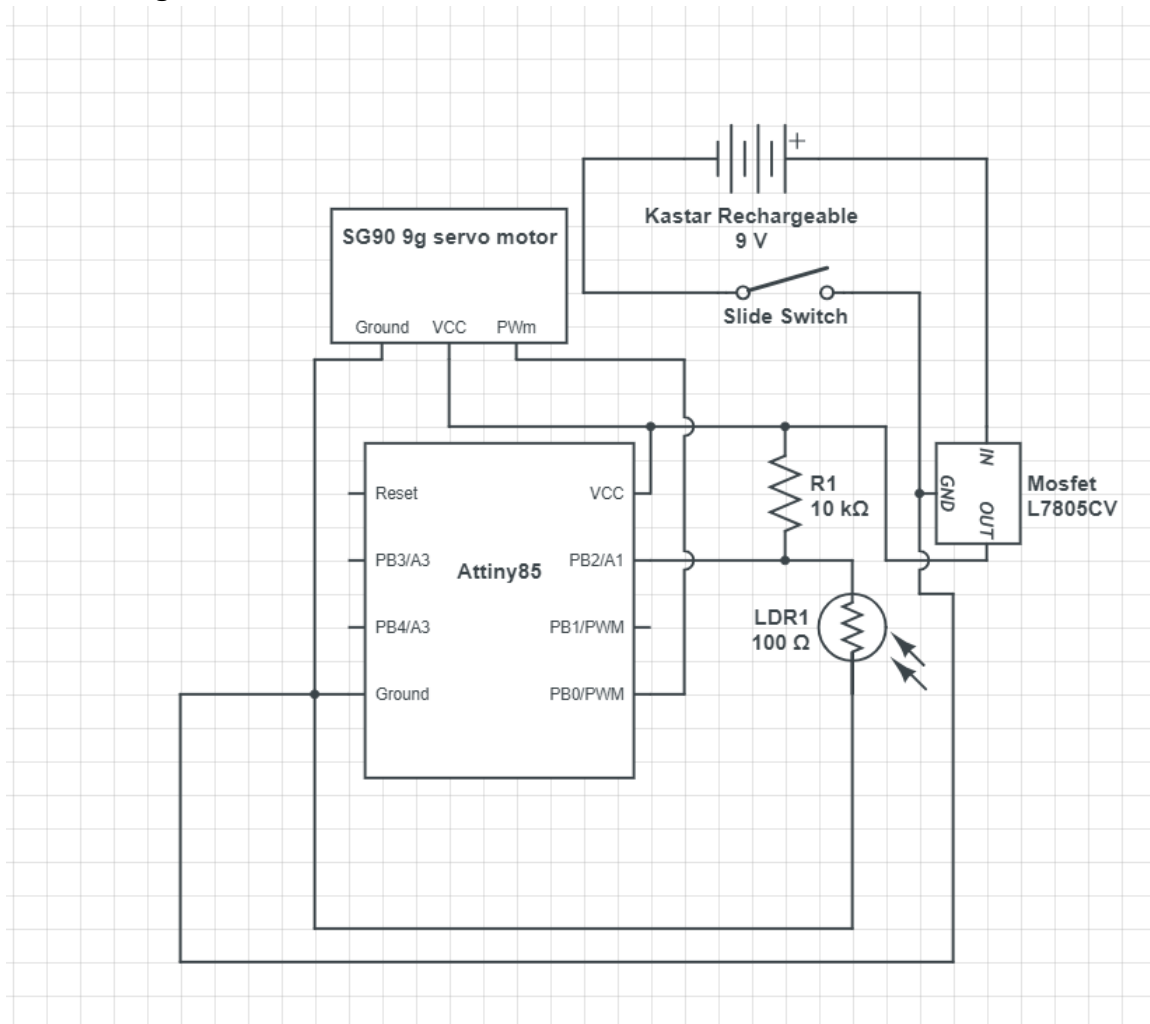 +
Kastar Rechargeable
9 V
SG90 9g servo motor
Slide Switch
Ground VCC PWm
IN
GND
OUT
Mosfet
L7805CV
R1
10 kΩ
Reset
VCC
PB3/A3
Attiny85
PB2/A1
LDR1
100 Ω
PB4/A3
PB1/PWM
Ground
PB0/PWM